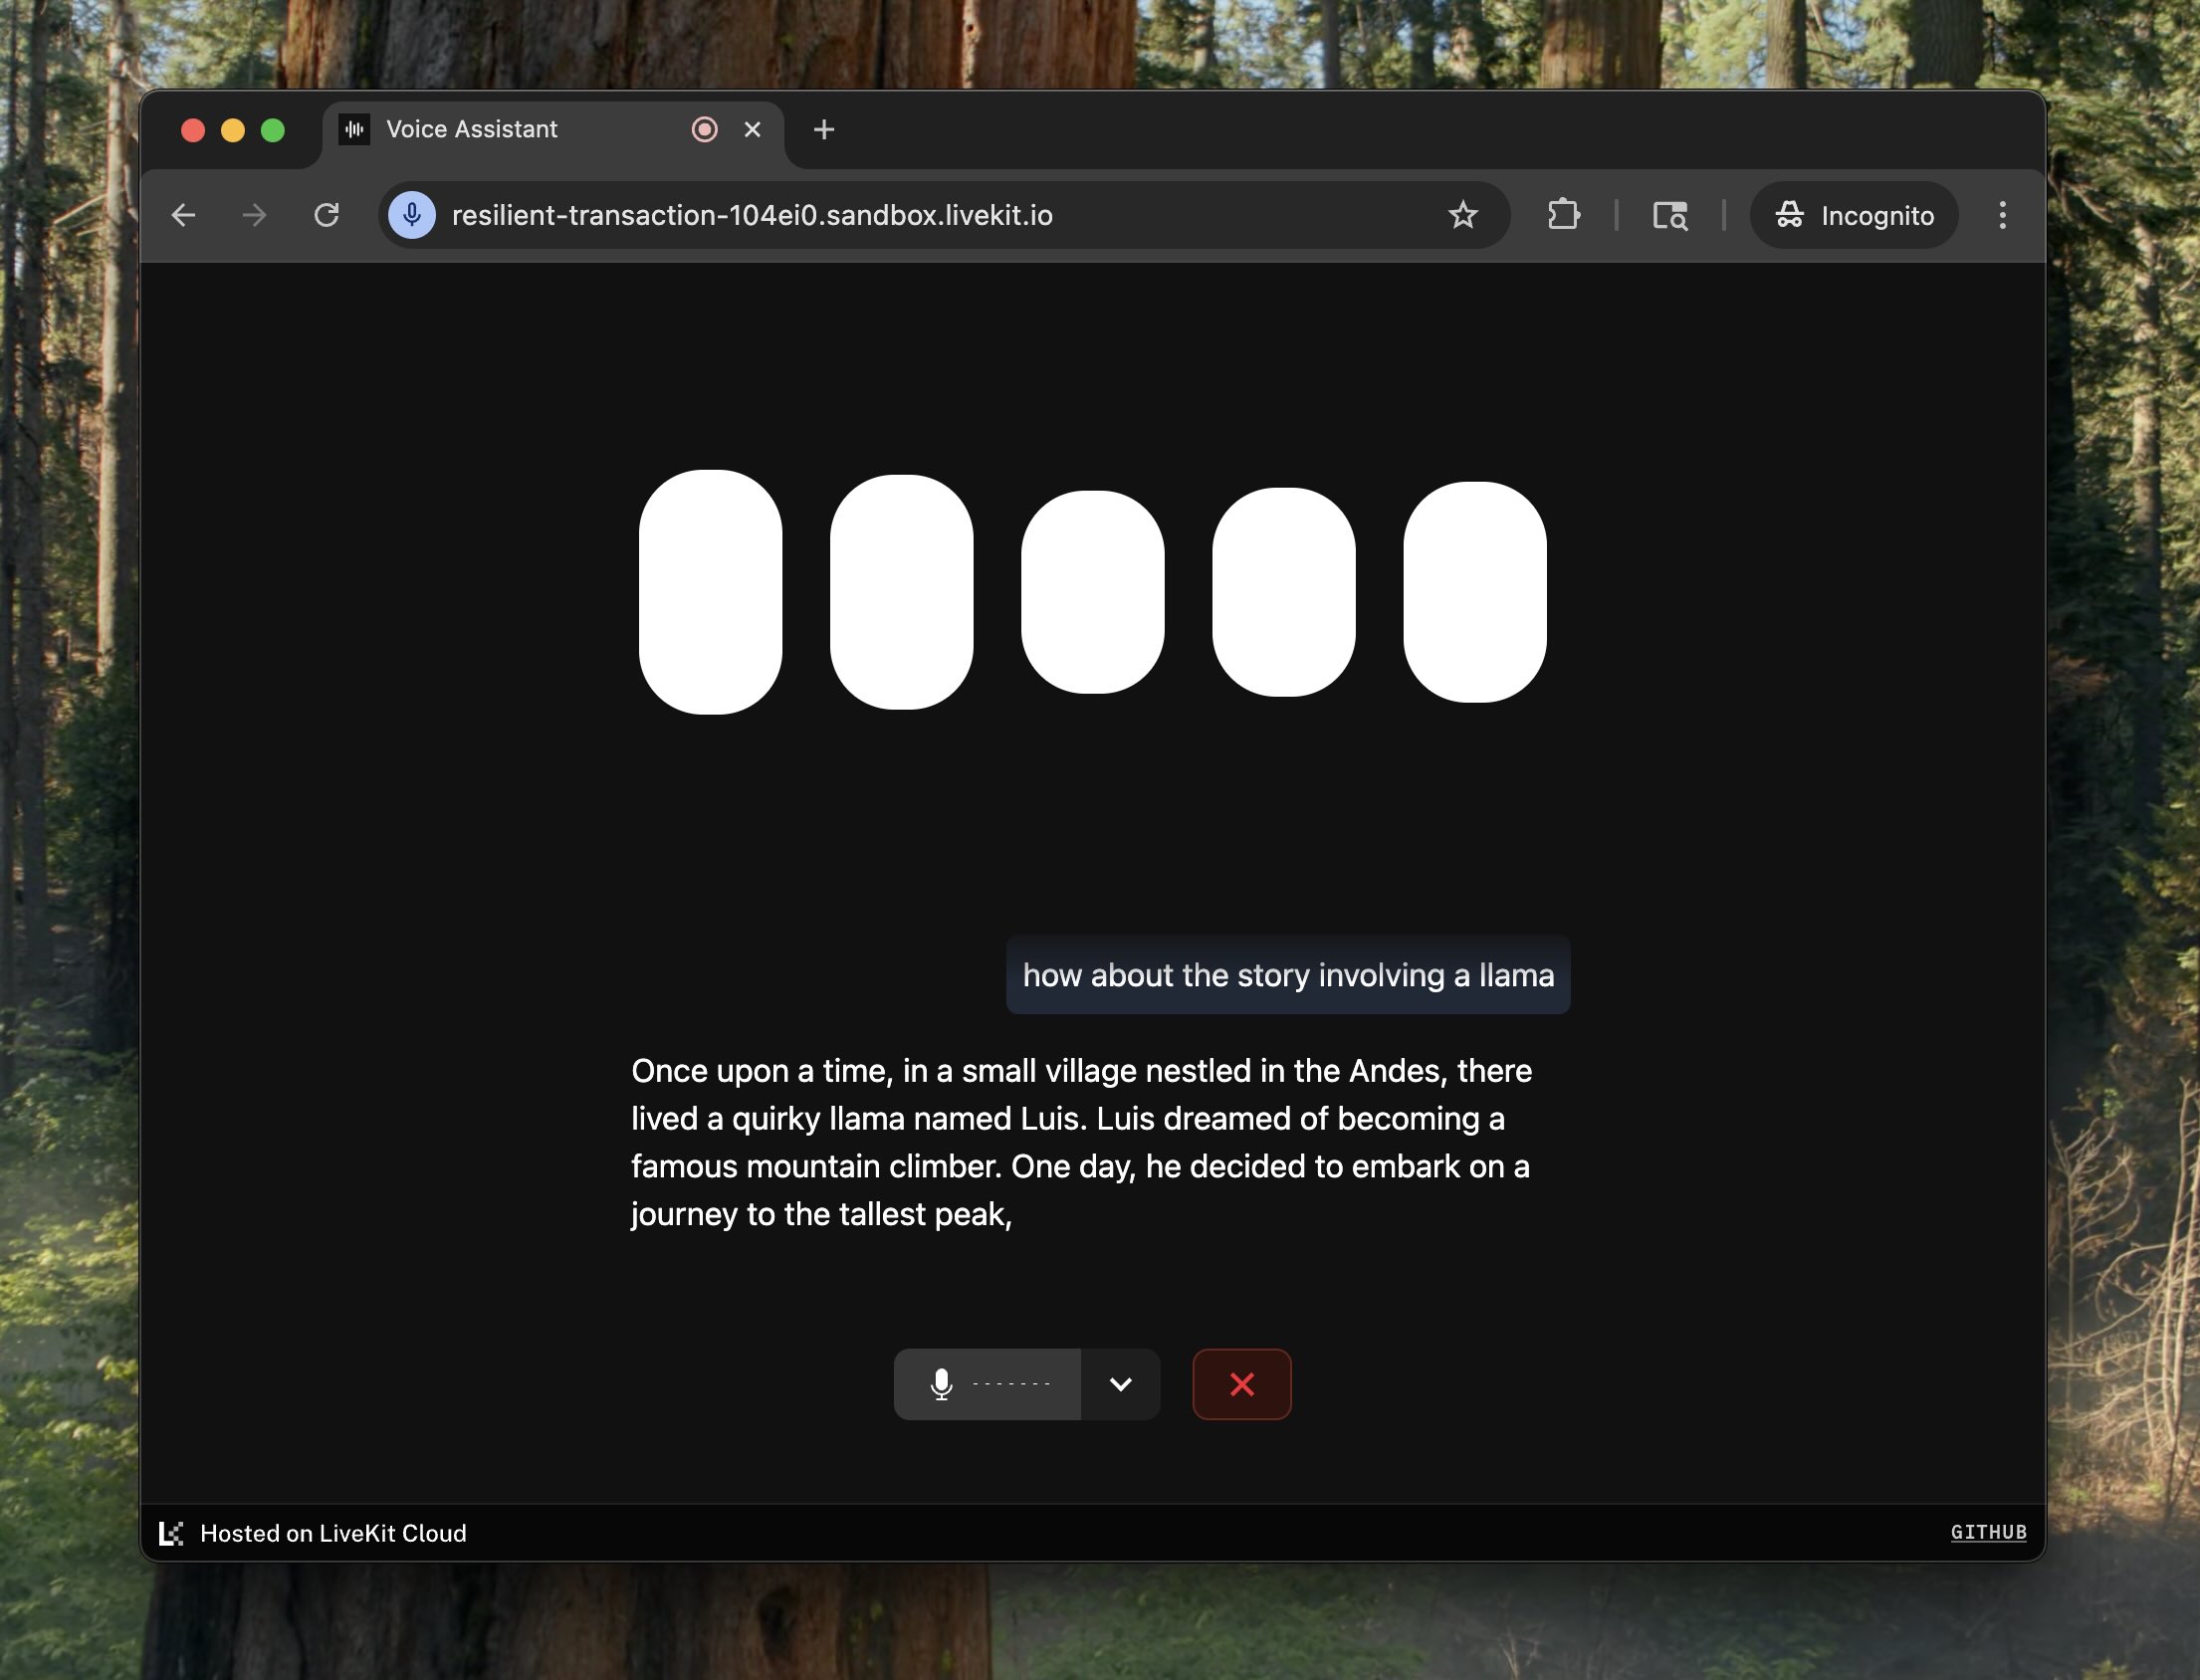 Voice Assistant
resilient-transaction-104ei0.sandbox.livekit.io
Incognito
how about the story involving a llama
Once upon a time, in a small village nestled in the Andes, there
lived a quirky llama named Luis. Luis dreamed of becoming a
famous mountain climber. One day, he decided to embark on a
journey to the tallest peak,
Hosted on LiveKit Cloud
GITHUB